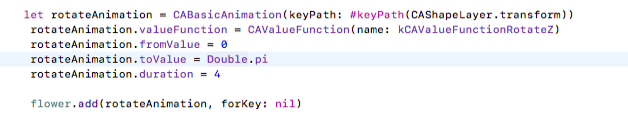 let rotateAnimation = CABasicAnimation(keyPath: #keyPath(CAShapeLayer.transform))
rotateAnimation.valueFunction = CAValueFunction(name: kCAValueFunctionRotateZ)
rotateAnimation.fromValue = 0
rotateAnimation.toValue = Double.pi
rotateAnimation.duration = 4
flower.add(rotateAnimation, forKey: nil)